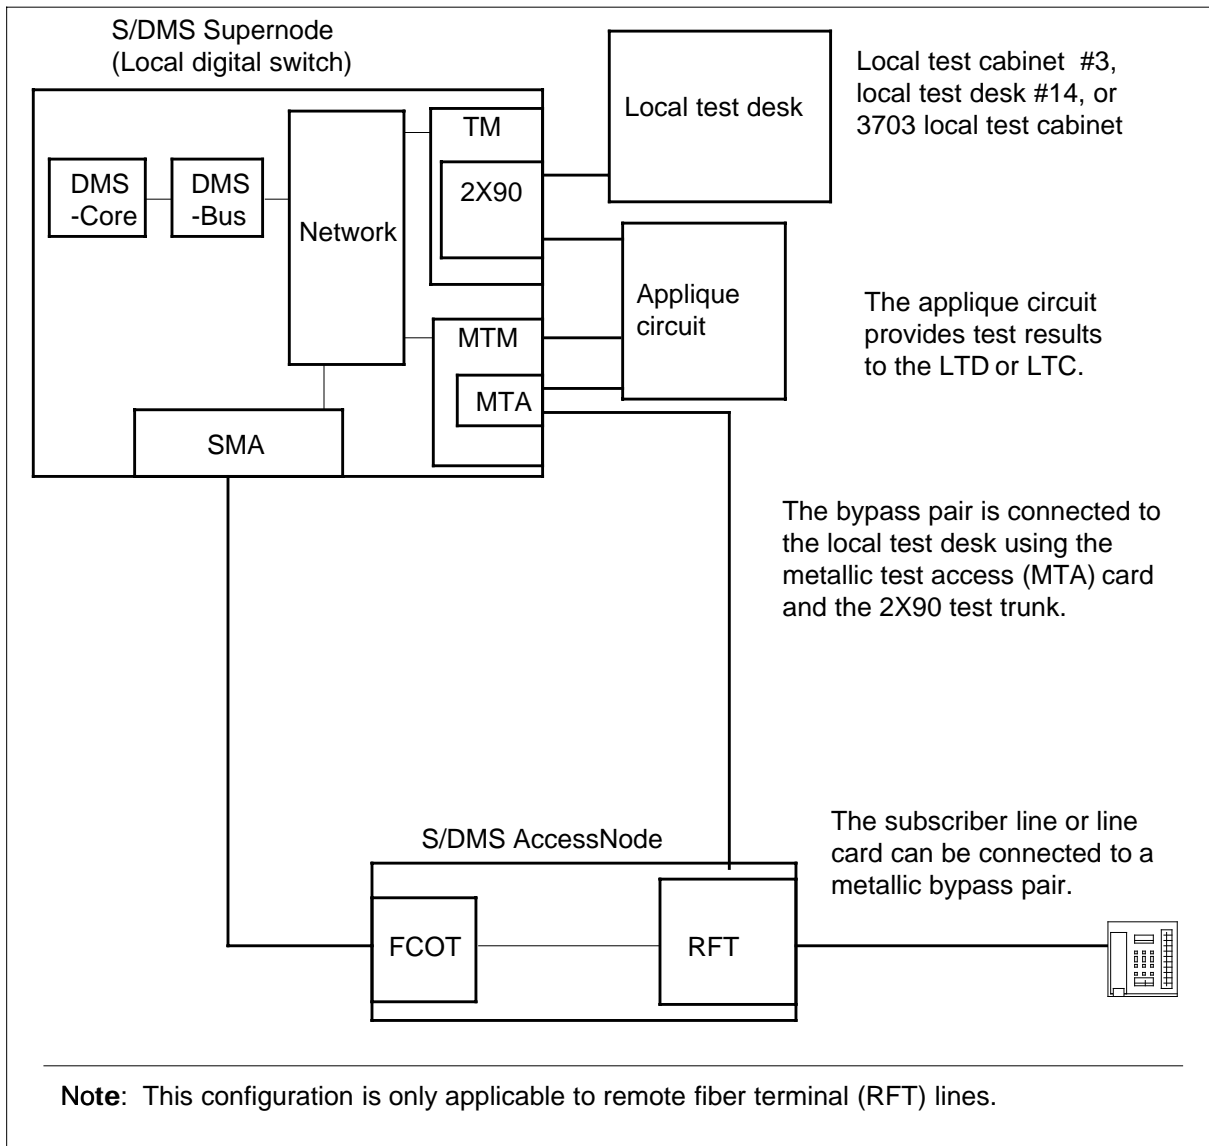 S/DMS Supernode
(Local digital switch)
Local test desk
Local test cabinet #3,
local test desk #14, or
3703 local test cabinet
TM
2X90
DMS
-Core
DMS
-Bus
Network
Applique
circuit
The applique circuit
provides test results
to the LTD or LTC.
MTM
MTA
SMA
The bypass pair is connected to
the local test desk using the
metallic test access (MTA) card
and the 2X90 test trunk.
S/DMS AccessNode
The subscriber line or line
card can be connected to a
metallic bypass pair.
FCOT
RFT
Note: This configuration is only applicable to remote fiber terminal (RFT) lines.